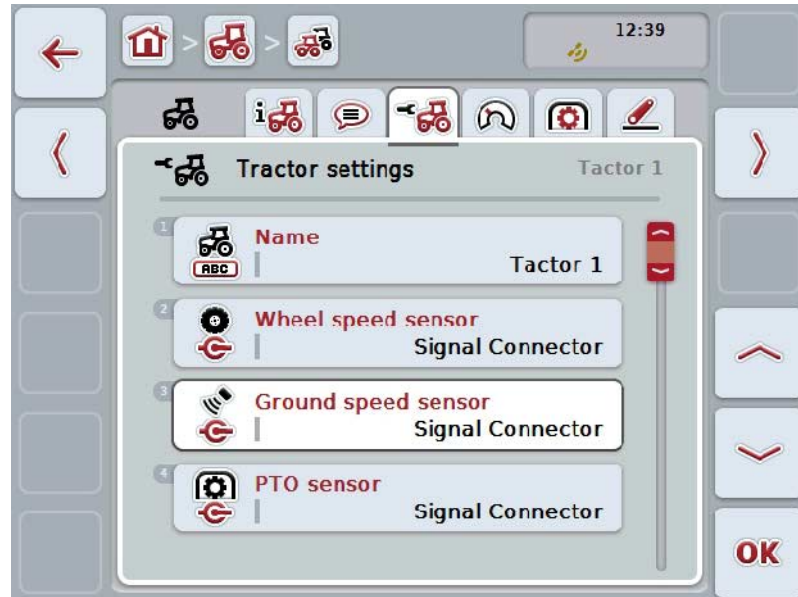 12:39
>
>
i
Tractor settings
Tactor 1
1
Name
ABC
Tactor 1
2
Wheel speed sensor
Signal Connector
3
Ground speed sensor
Signal Connector
4
PTO sensor
Signal Connector
OK